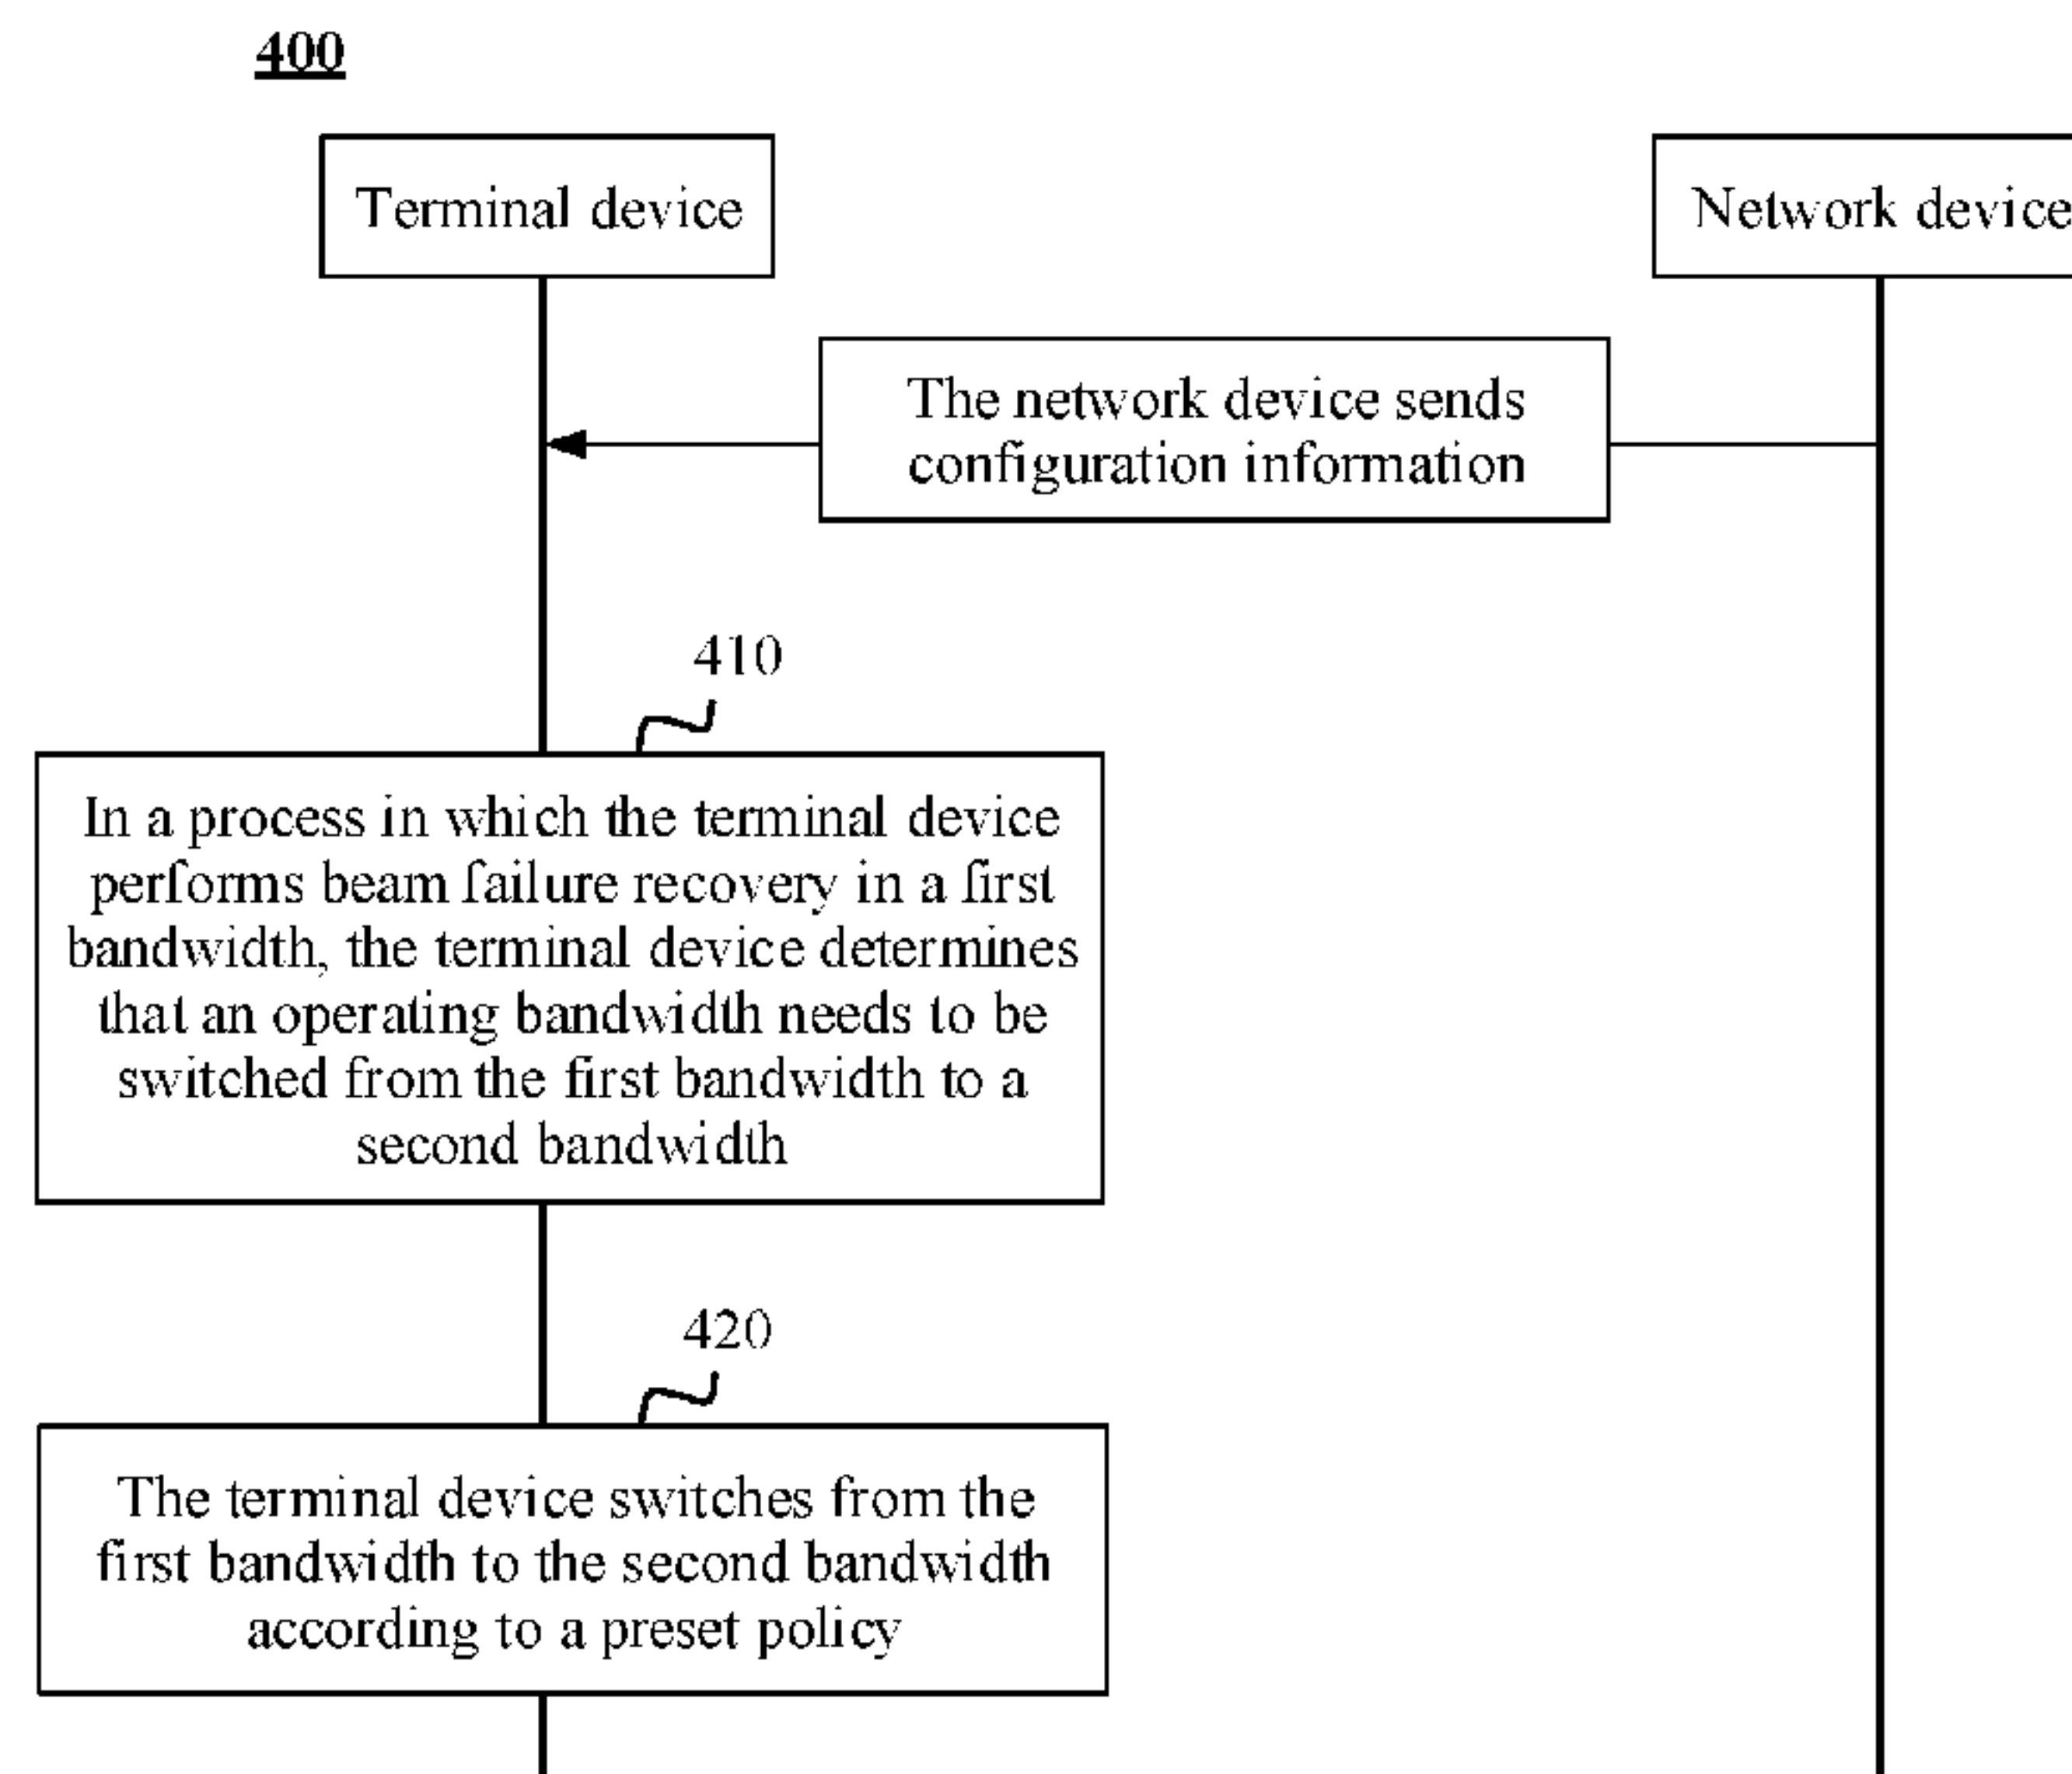 400
Terminal device
Network device
The network device sends
configuration information
410
In a process in which the terminal device
performs beam failure recovery in a first
bandwidth, the terminal device determines
that an operating bandwidth needs to be
switched from the first bandwidth to a
second bandwidth
420
The terminal device switches from the
first bandwidth to the second bandwidth
according to a preset policy